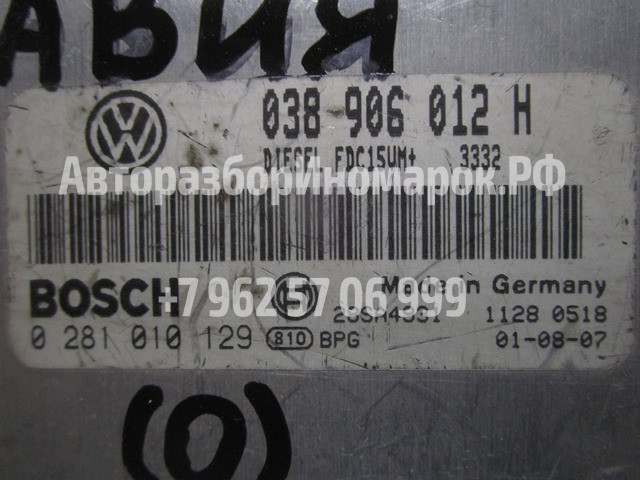 АВИЯ
038 906 012 H
DIESEL EDC15VM+ 3332
Авторазбориномарок.РФ
BOSCH
+7 962 57 06 999
Made in Germany
1128 0518
0 281 010 129 810 BPG
01-08-07
(0)